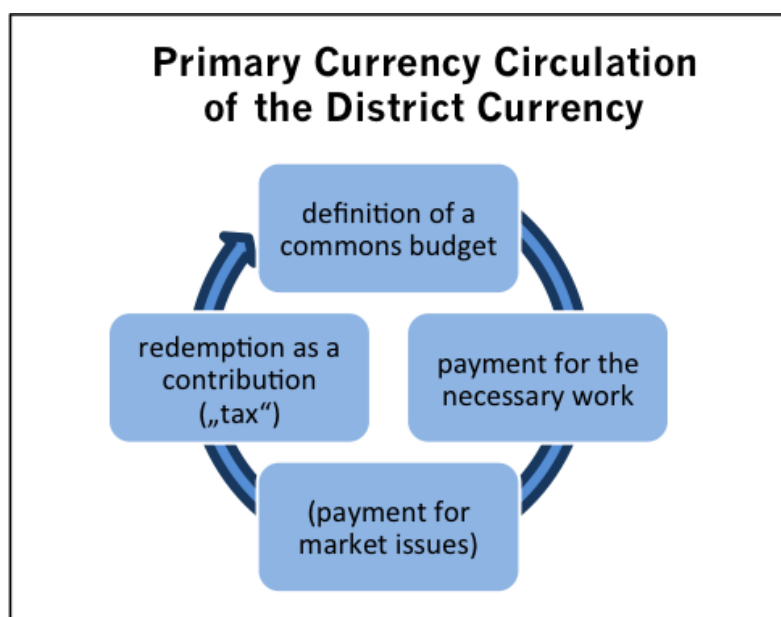 Primary Currency Circulation
of the District Currency
definition of a
commons budget
payment for the
necessary work
(payment for
market issues)
redemption as a
contribution
(„tax“)